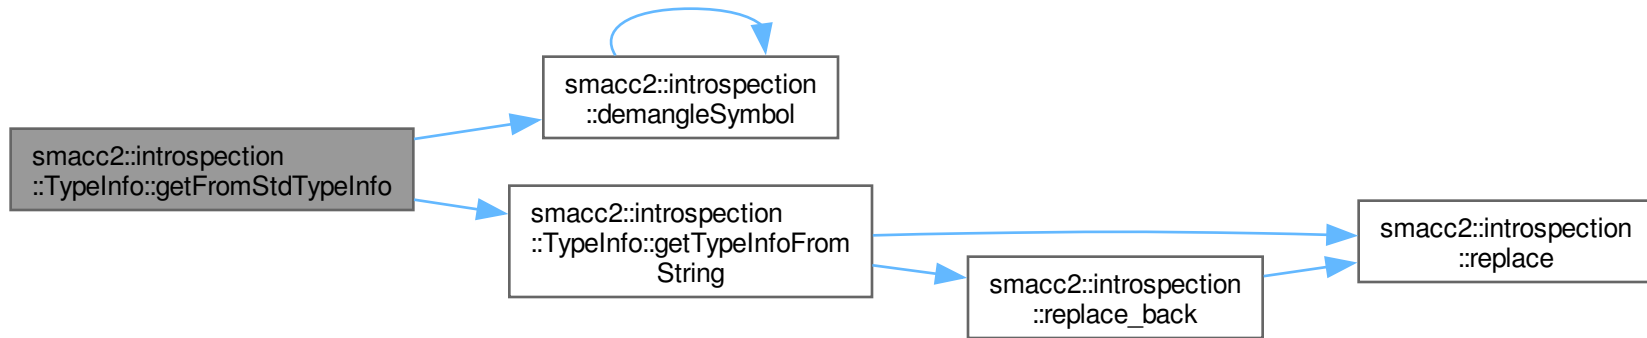 smacc2::introspection
::demangleSymbol
smacc2::introspection
::TypeInfo::getFromStdTypeInfo
smacc2::introspection
::TypeInfo::getTypeInfoFrom
String
smacc2::introspection
::replace
smacc2::introspection
::replace_back